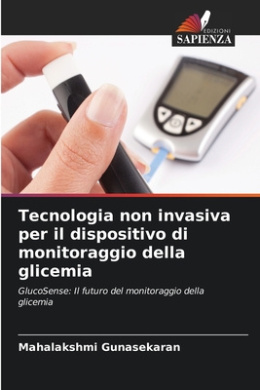 EDIZIONI
SAPIENZA
Tecnologia non invasiva
per il dispositivo di
monitoraggio della
glicemia
GlucoSense: Il futuro del monitoraggio della
glicemia
Mahalakshmi Gunasekaran